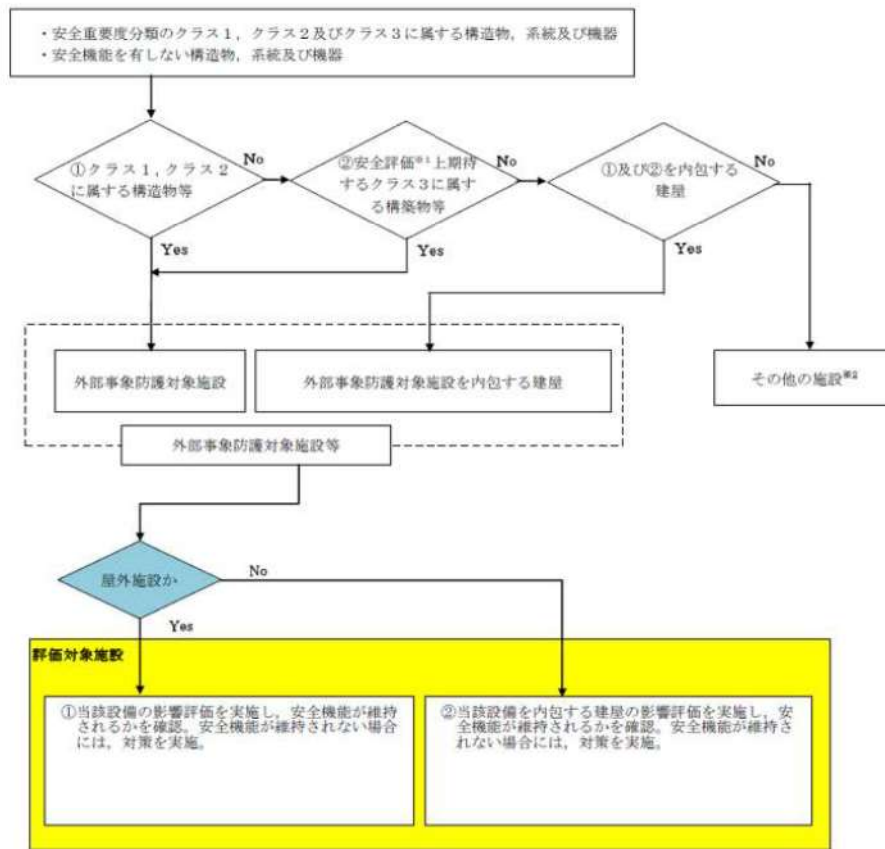 ・安全重要度分類のクラス１，クラス２及びクラス３に属する構造物，系統及び機器
・安全機能を有しない構造物，系統及び機器
①クラス１，クラス２
に属する構造物等
No
②安全評価※１上期待
するクラス３に属す
る構築物等
No
①及び②を内包する
建屋
No
Yes
Yes
Yes
外部事象防護対象施設
外部事象防護対象施設を内包する建屋
その他の施設※２
外部事象防護対象施設等
屋外施設か
No
Yes
評価対象施設
①当該設備の影響評価を実施し，安全機能が維持
されるかを確認。安全機能が維持されない場合
には，対策を実施。
②当該設備を内包する建屋の影響評価を実施し，安
全機能が維持されるかを確認。安全機能が維持さ
れない場合には，対策を実施。